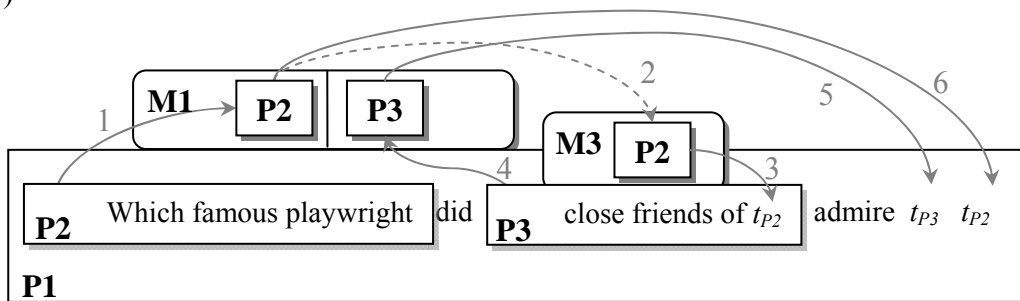 )
M1 P2 P3 2 6
1 5
M3 P2
4 3
Which famous playwright did close friends of tP2 admire tP3 tP2
P2 P3
P1